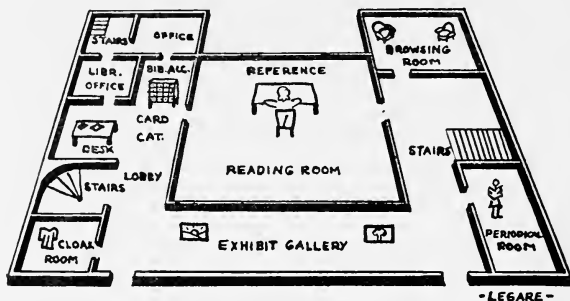 STAIRS
OFFICE
BROWSING
ROOM
LIBR.
OFFICE
BIB. ACC.
REFERENCE
CARD
CAT.
DESK
STAIRS
READING ROOM
LOBBY
STAIRS
CLOAK
ROOM
EXHIBIT GALLERY
PERIODICAL
ROOM
-LEGARE-